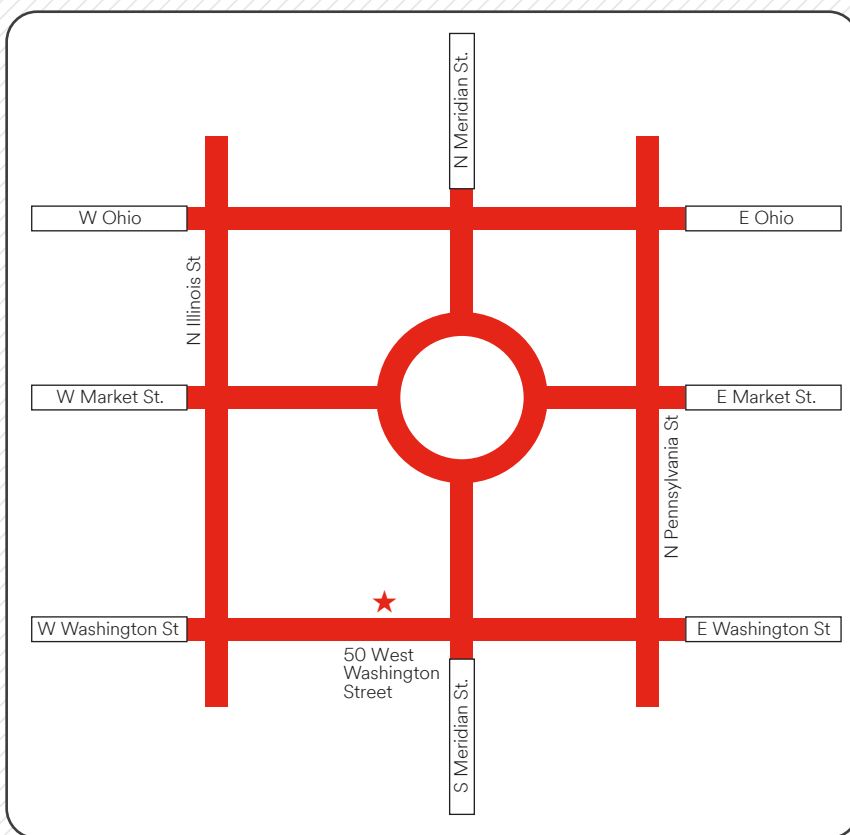 N Meridian St.
W Ohio
E Ohio
N Illinois St
W Market St.
E Market St.
N Pennsylvania St
W Washington St
E Washington St
50 West
Washington
Street
S Meridian St.